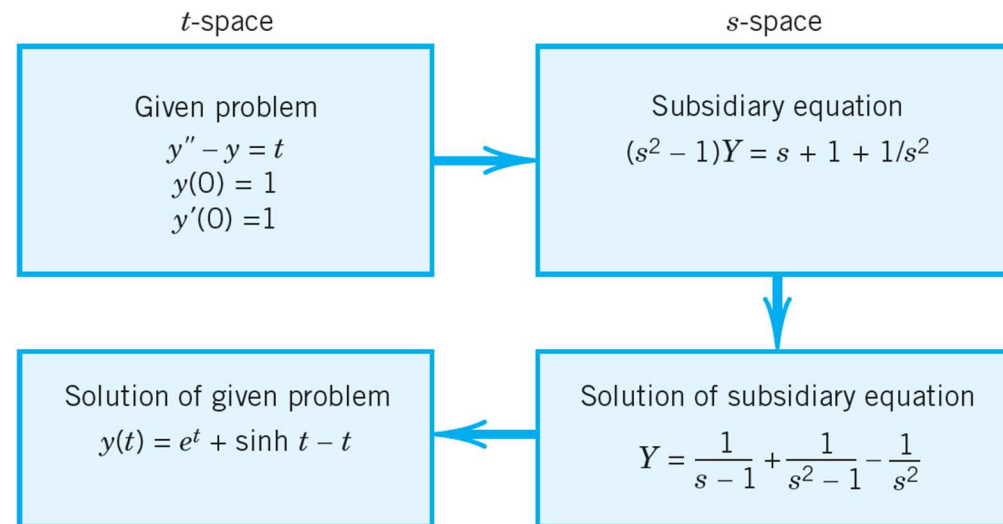 t-space
Given problem
y″ – y = t
y(0) = 1
y′(0) =1
s-space
Subsidiary equation
(s² – 1)Y = s + 1 + 1/s²
Solution of subsidiary equation
Y = 1/(s – 1) + 1/(s² – 1) – 1/s²
Solution of given problem
y(t) = eᵗ + sinh t – t